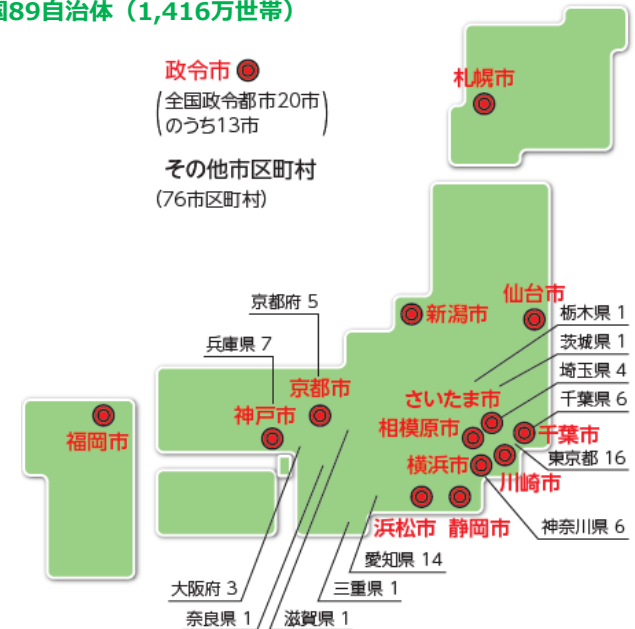 国89自治体（1,416万世帯）
政令市
(全国政令都市20市
のうち13市)
その他市区町村
(76市区町村)
札幌市
仙台市
新潟市
栃木県 1
茨城県 1
埼玉県 4
千葉県 6
京都府 5
兵庫県 7
京都市
神戸市
福岡市
さいたま市
相模原市
千葉市
東京都 16
横浜市
川崎市
浜松市
静岡市
神奈川県 6
愛知県 14
大阪府 3
三重県 1
奈良県 1
滋賀県 1